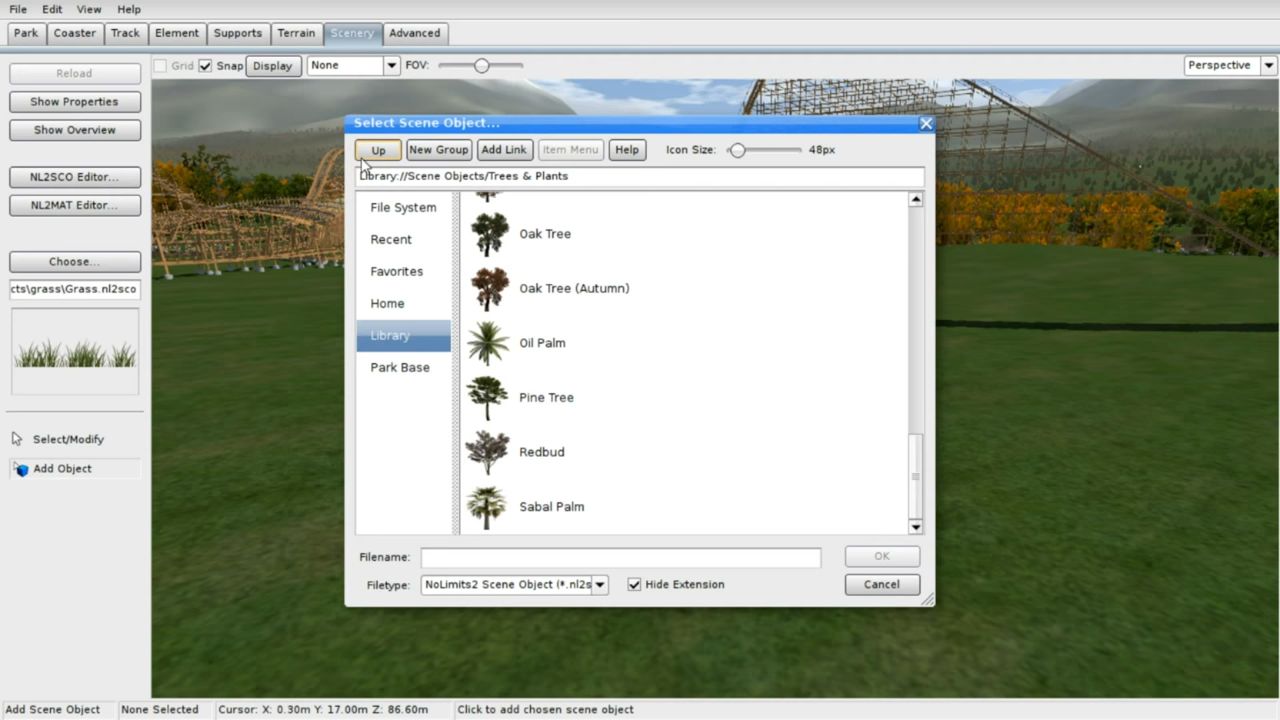 File Edit View Help
Park Coaster Track Element Supports Terrain Scenery Advanced
Reload
Grid Snap Display None FOV: Perspective
Show Properties
Show Overview
NL2SCO Editor...
NL2MAT Editor...
Choose...
cts\grass\Grass.nl2sco
Select/Modify
Add Object
Select Scene Object...
Up New Group Add Link Item Menu Help Icon Size: 48px
Library://Scene Objects/Trees & Plants
File System
Recent
Favorites
Home
Library
Park Base
Oak Tree
Oak Tree (Autumn)
Oil Palm
Pine Tree
Redbud
Sabal Palm
Filename: OK
Filetype: NoLimits2 Scene Object (*.nl2s Hide Extension Cancel
Add Scene Object None Selected Cursor: X: 0.30m Y: 17.00m Z: 86.60m Click to add chosen scene object